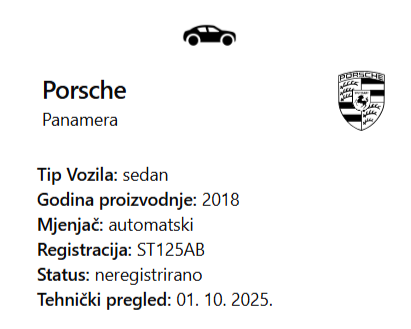 PORSCHE
Porsche
Panamera
Tip Vozila: sedan
Godina proizvodnje: 2018
Mjenjač: automatski
Registracija: ST125AB
Status: neregistrirano
Tehnički pregled: 01. 10. 2025.